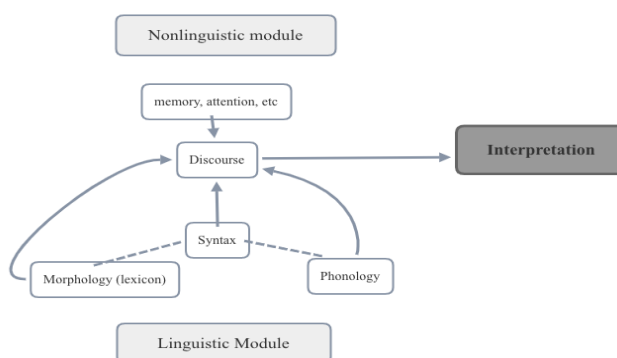 Nonlinguistic module
memory, attention, etc
Discourse
Interpretation
Syntax
Morphology (lexicon)
Phonology
Linguistic Module